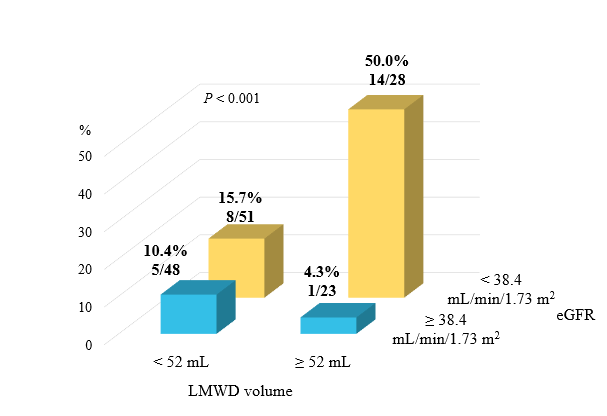 50.0%
14/28
P < 0.001
%
50
40
30
20
10
0
15.7%
8/51
10.4%
5/48
4.3%
1/23
< 38.4
mL/min/1.73 m²
≥ 38.4
mL/min/1.73 m²
eGFR
< 52 mL
≥ 52 mL
LMWD volume